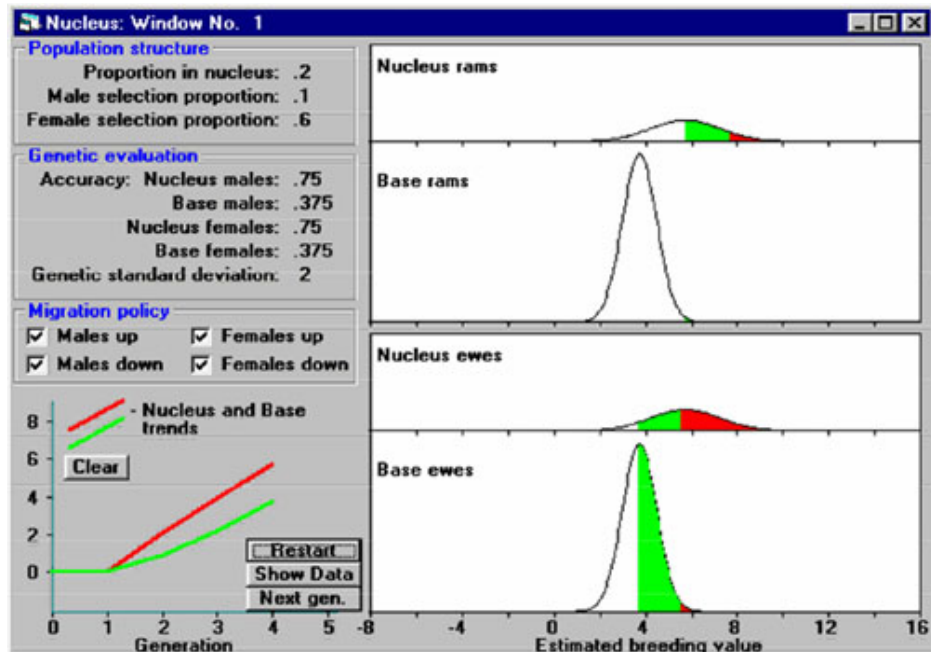 Nucleus: Window No. 1
Population structure
Proportion in nucleus: .2
Male selection proportion: .1
Female selection proportion: .6
Genetic evaluation
Accuracy: Nucleus males: .75
Base males: .375
Nucleus females: .75
Base females: .375
Genetic standard deviation: 2
Migration policy
Males up Females up
Males down Females down
8
6
4
2
0
- Nucleus and Base
trends
Clear
Restart
Show Data
Next gen.
0 1 2 3 4 5
Generation
Nucleus rams
Base rams
Nucleus ewes
Base ewes
-8 -4 0 4 8 12 16
Estimated breeding value